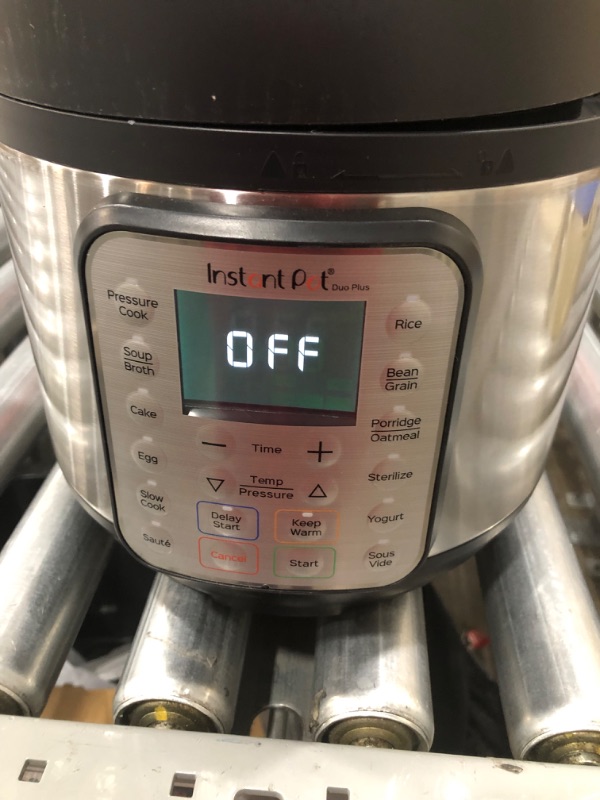 Instant Pot®
Duo Plus
OFF
Pressure
Cook
Soup
Broth
Cake
Egg
Slow
Cook
Sauté
Rice
Bean
Grain
Porridge
Oatmeal
Sterilize
Yogurt
Sous
Vide
− Time +
Temp
Pressure
Delay
Start
Keep
Warm
Cancel
Start